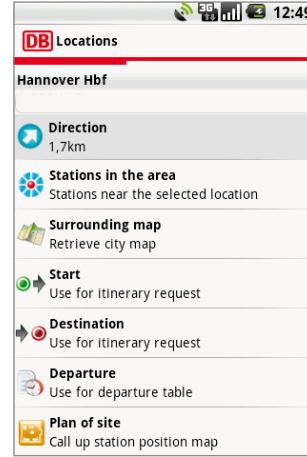 3G 12:49
DB Locations
Hannover Hbf
Direction
1,7km
Stations in the area
Stations near the selected location
Surrounding map
Retrieve city map
Start
Use for itinerary request
Destination
Use for itinerary request
Departure
Use for departure table
Plan of site
Call up station position map